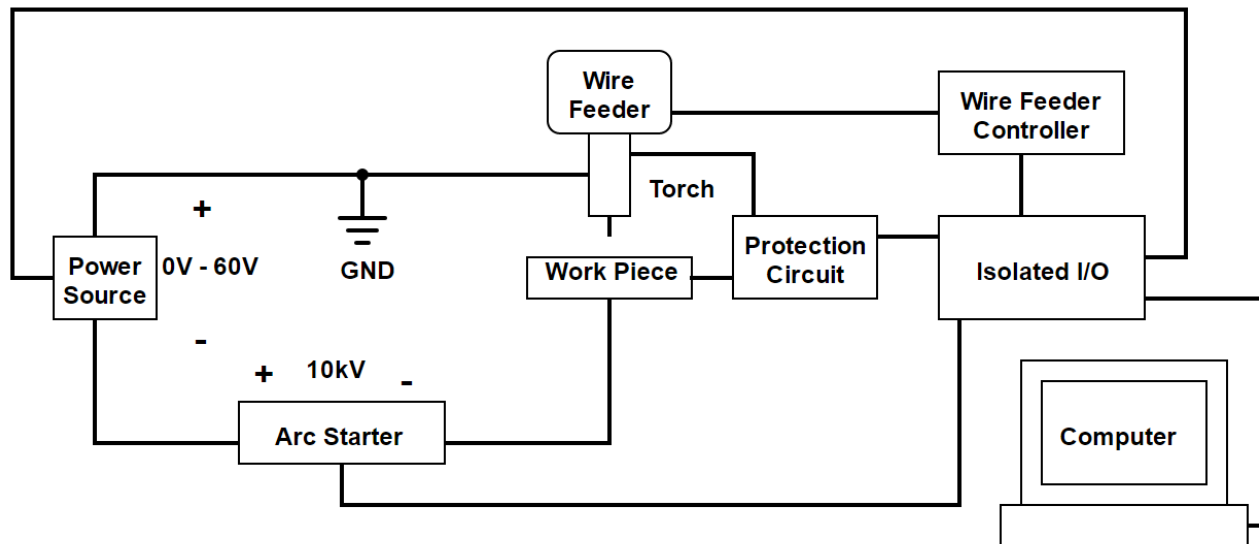 Wire
Feeder
Wire Feeder
Controller
Torch
+
Power
Source
0V - 60V
GND
Work Piece
Protection
Circuit
Isolated I/O
-
+ 10kV -
Arc Starter
Computer